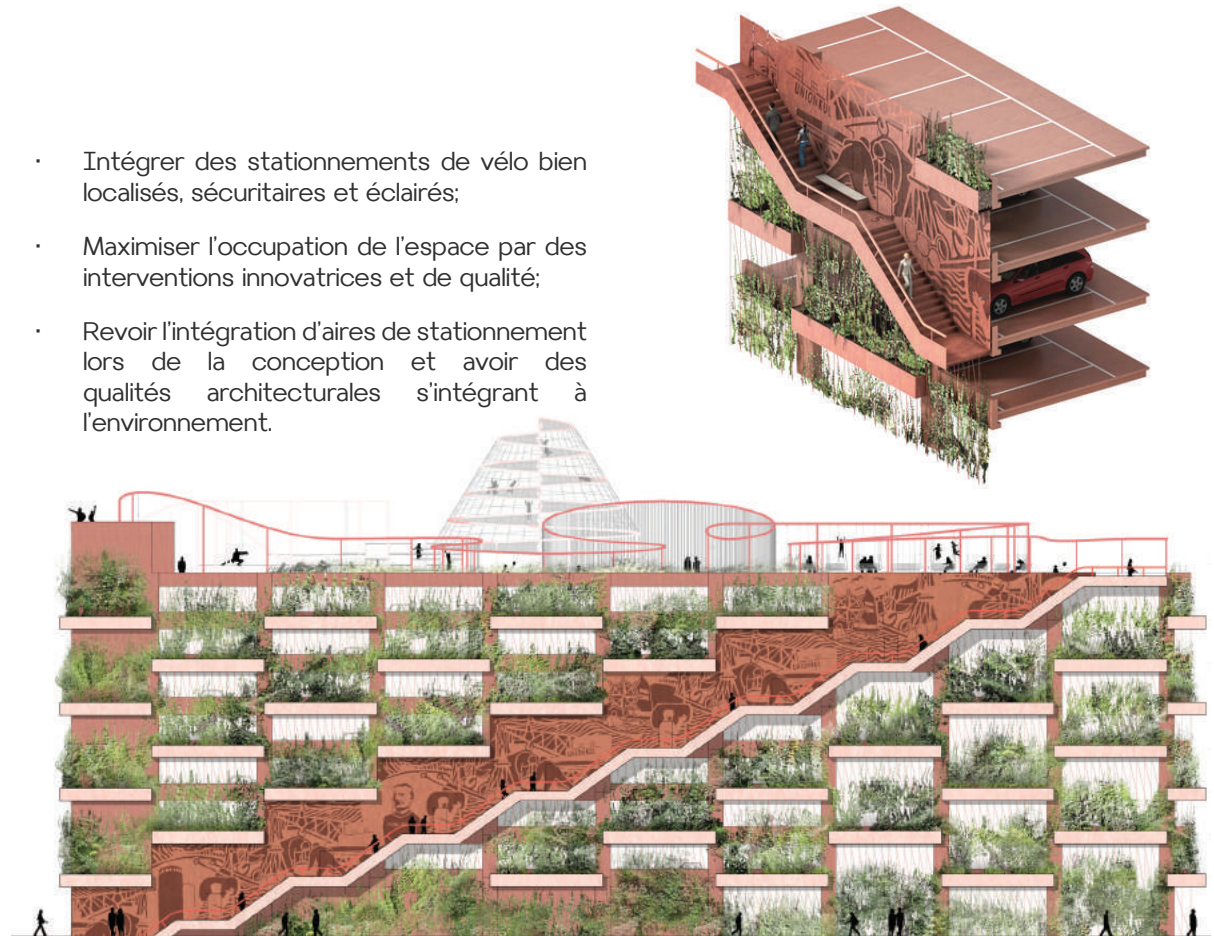 · Intégrer des stationnements de vélo bien
localisés, sécuritaires et éclairés;
· Maximiser l'occupation de l'espace par des
interventions innovatrices et de qualité;
· Revoir l'intégration d'aires de stationnement
lors de la conception et avoir des
qualités architecturales s'intégrant à
l'environnement.